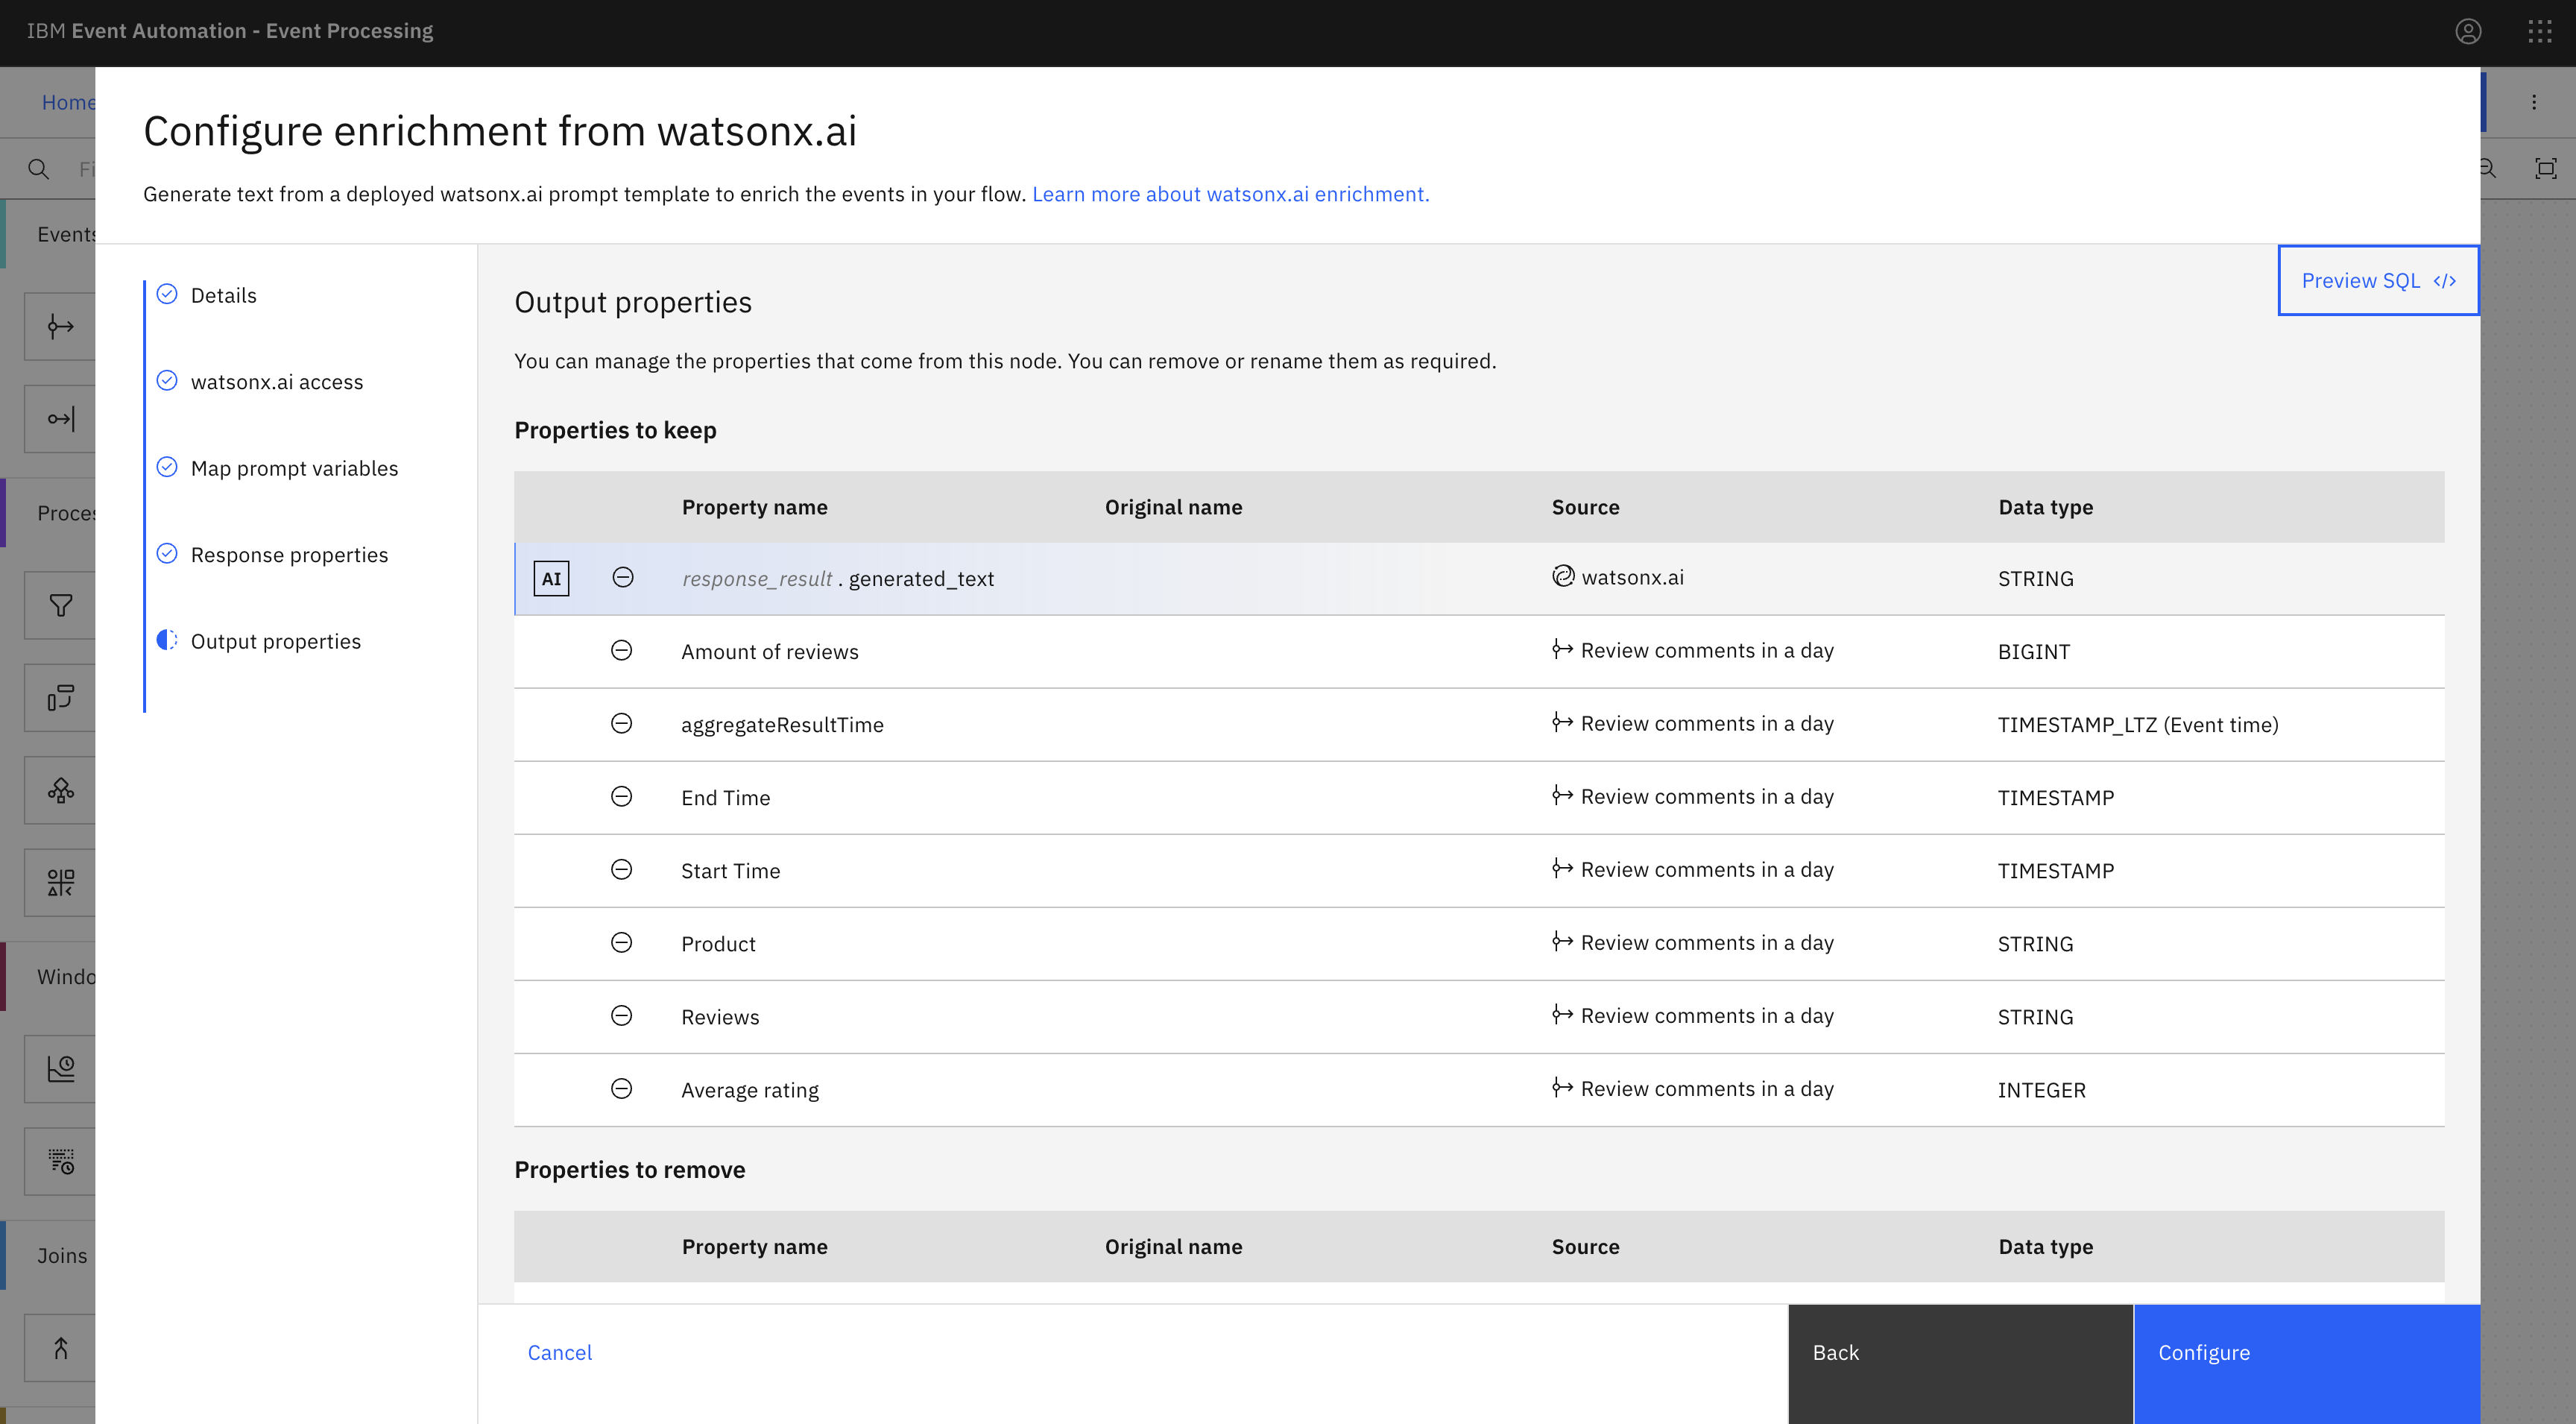 IBM Event Automation - Event Processing
Home
Configure enrichment from watsonx.ai
Generate text from a deployed watsonx.ai prompt template to enrich the events in your flow. Learn more about watsonx.ai enrichment.
Fi
Events
Proces
Windo
Joins
Details
watsonx.ai access
Map prompt variables
Response properties
Output properties
Preview SQL </>
Output properties
You can manage the properties that come from this node. You can remove or rename them as required.
Properties to keep
Property name Original name Source Data type
AI response_result . generated_text watsonx.ai STRING
Amount of reviews Review comments in a day BIGINT
aggregateResultTime Review comments in a day TIMESTAMP_LTZ (Event time)
End Time Review comments in a day TIMESTAMP
Start Time Review comments in a day TIMESTAMP
Product Review comments in a day STRING
Reviews Review comments in a day STRING
Average rating Review comments in a day INTEGER
Properties to remove
Property name Original name Source Data type
Cancel
Back
Configure